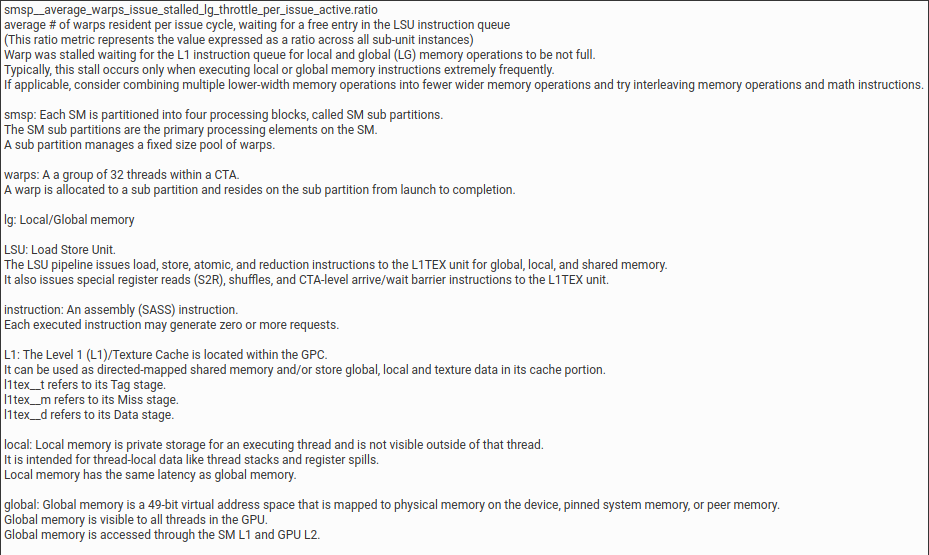 smsp__average_warps_issue_stalled_lg_throttle_per_issue_active.ratio
average # of warps resident per issue cycle, waiting for a free entry in the LSU instruction queue
(This ratio metric represents the value expressed as a ratio across all sub-unit instances)
Warp was stalled waiting for the L1 instruction queue for local and global (LG) memory operations to be not full.
Typically, this stall occurs only when executing local or global memory instructions extremely frequently.
If applicable, consider combining multiple lower-width memory operations into fewer wider memory operations and try interleaving memory operations and math instructions.
smsp: Each SM is partitioned into four processing blocks, called SM sub partitions.
The SM sub partitions are the primary processing elements on the SM.
A sub partition manages a fixed size pool of warps.
warps: A a group of 32 threads within a CTA.
A warp is allocated to a sub partition and resides on the sub partition from launch to completion.
lg: Local/Global memory
LSU: Load Store Unit.
The LSU pipeline issues load, store, atomic, and reduction instructions to the L1TEX unit for global, local, and shared memory.
It also issues special register reads (S2R), shuffles, and CTA-level arrive/wait barrier instructions to the L1TEX unit.
instruction: An assembly (SASS) instruction.
Each executed instruction may generate zero or more requests.
L1: The Level 1 (L1)/Texture Cache is located within the GPC.
It can be used as directed-mapped shared memory and/or store global, local and texture data in its cache portion.
l1tex__t refers to its Tag stage.
l1tex__m refers to its Miss stage.
l1tex__d refers to its Data stage.
local: Local memory is private storage for an executing thread and is not visible outside of that thread.
It is intended for thread-local data like thread stacks and register spills.
Local memory has the same latency as global memory.
global: Global memory is a 49-bit virtual address space that is mapped to physical memory on the device, pinned system memory, or peer memory.
Global memory is visible to all threads in the GPU.
Global memory is accessed through the SM L1 and GPU L2.